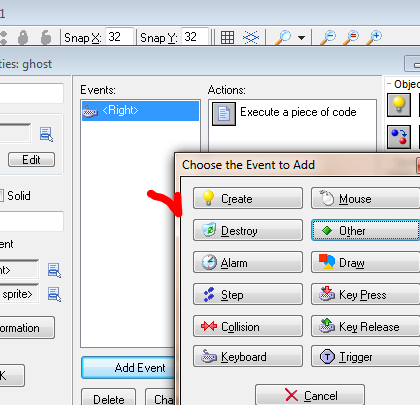 1
Snap X: 32 Snap Y: 32
ties: ghost
Events: Actions: Objec
<Right> Execute a piece of code
Choose the Event to Add
Edit
Create Mouse
Solid
Destroy Other
Alarm Draw
ent
t>
Step Key Press
sprite>
Collision Key Release
ormation
Keyboard Trigger
Add Event
K
Delete Cha
Cancel